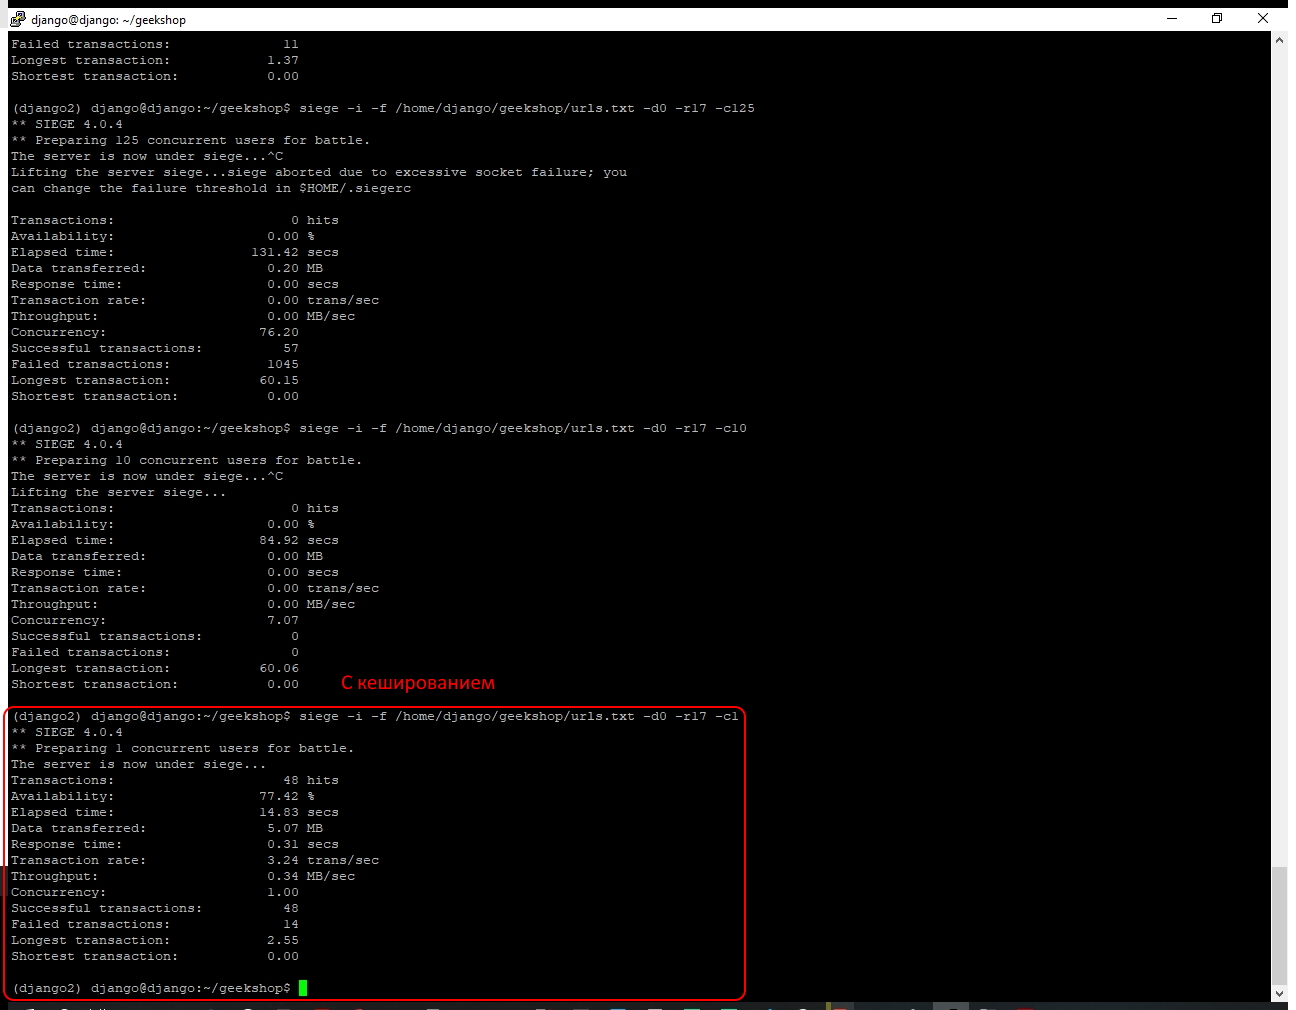 django@django: ~/geekshop
Failed transactions: 11
Longest transaction: 1.37
Shortest transaction: 0.00
(django2) django@django:~/geekshop$ siege -i -f /home/django/geekshop/urls.txt -d0 -r17 -c125
** SIEGE 4.0.4
** Preparing 125 concurrent users for battle.
The server is now under siege...^C
Lifting the server siege...siege aborted due to excessive socket failure; you
can change the failure threshold in $HOME/.siegerc
Transactions: 0 hits
Availability: 0.00 %
Elapsed time: 131.42 secs
Data transferred: 0.20 MB
Response time: 0.00 secs
Transaction rate: 0.00 trans/sec
Throughput: 0.00 MB/sec
Concurrency: 76.20
Successful transactions: 57
Failed transactions: 1045
Longest transaction: 60.15
Shortest transaction: 0.00
(django2) django@django:~/geekshop$ siege -i -f /home/django/geekshop/urls.txt -d0 -r17 -c10
** SIEGE 4.0.4
** Preparing 10 concurrent users for battle.
The server is now under siege...^C
Lifting the server siege...
Transactions: 0 hits
Availability: 0.00 %
Elapsed time: 84.92 secs
Data transferred: 0.00 MB
Response time: 0.00 secs
Transaction rate: 0.00 trans/sec
Throughput: 0.00 MB/sec
Concurrency: 7.07
Successful transactions: 0
Failed transactions: 0
Longest transaction: 60.06
Shortest transaction: 0.00
С кешированием
(django2) django@django:~/geekshop$ siege -i -f /home/django/geekshop/urls.txt -d0 -r17 -c1
** SIEGE 4.0.4
** Preparing 1 concurrent users for battle.
The server is now under siege...
Transactions: 48 hits
Availability: 77.42 %
Elapsed time: 14.83 secs
Data transferred: 5.07 MB
Response time: 0.31 secs
Transaction rate: 3.24 trans/sec
Throughput: 0.34 MB/sec
Concurrency: 1.00
Successful transactions: 48
Failed transactions: 14
Longest transaction: 2.55
Shortest transaction: 0.00
(django2) django@django:~/geekshop$